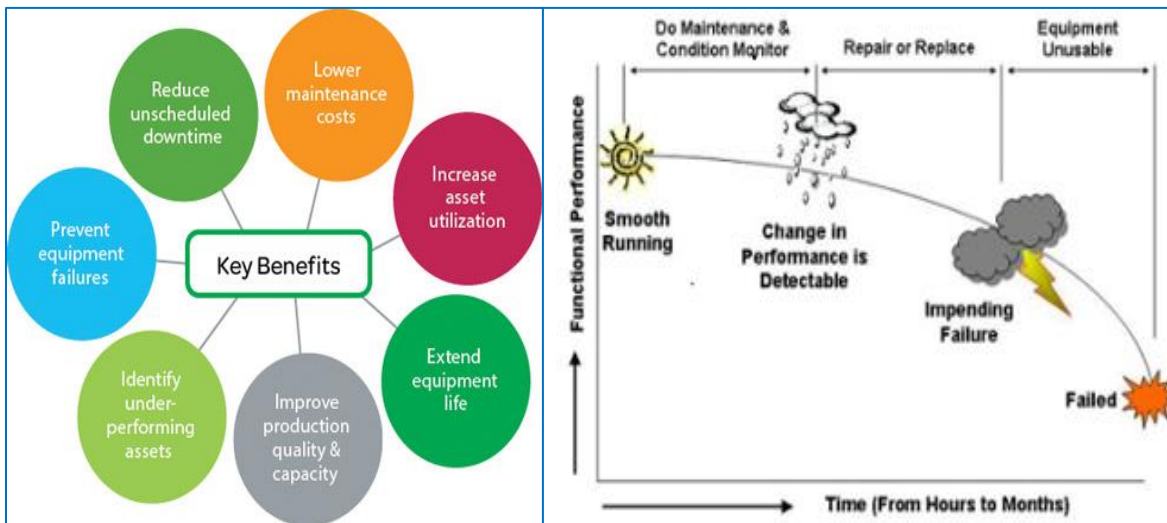 Reduce
unscheduled
downtime
Lower
maintenance
costs
Increase
asset
utilization
Prevent
equipment
failures
Key Benefits
Identify
under-
performing
assets
Improve
production
quality &
capacity
Extend
equipment
life
Do Maintenance &
Condition Monitor
Repair or Replace
Equipment
Unusable
Functional Performance
Smooth
Running
Change in
Performance is
Detectable
Impending
Failure
Failed
Time (From Hours to Months)